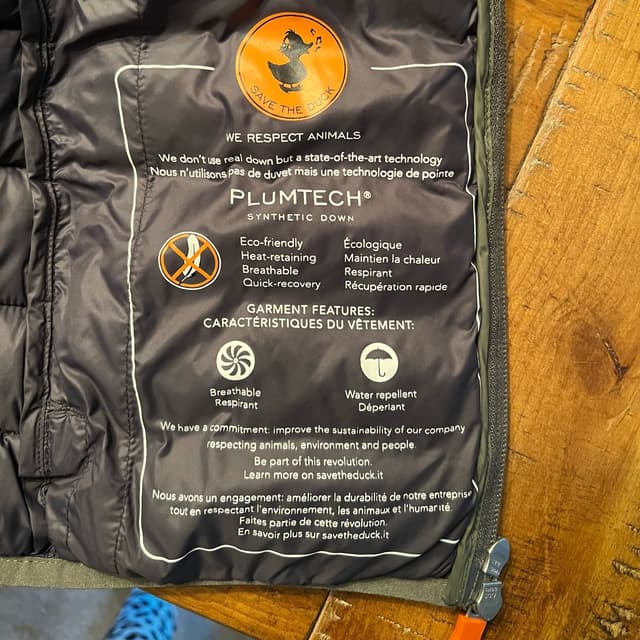 SAVE THE DUCK
WE RESPECT ANIMALS
We don't use real down but a state-of-the-art technology
Nous n'utilisons pas de duvet mais une technologie de pointe
PLUMTECH®
SYNTHETIC DOWN
Eco-friendly
Heat-retaining
Breathable
Quick-recovery
Écologique
Maintien la chaleur
Respirant
Récupération rapide
GARMENT FEATURES:
CARACTÉRISTIQUES DU VÊTEMENT:
Breathable
Respirant
Water repellent
Déperlant
We have a commitment: improve the sustainability of our company
respecting animals, environment and people.
Be part of this revolution.
Learn more on savetheduck.it
Nous avons un engagement: améliorer la durabilité de notre entreprise
tout en respectant l'environnement, les animaux et l'humanité.
Faites partie de cette révolution.
En savoir plus sur savetheduck.it